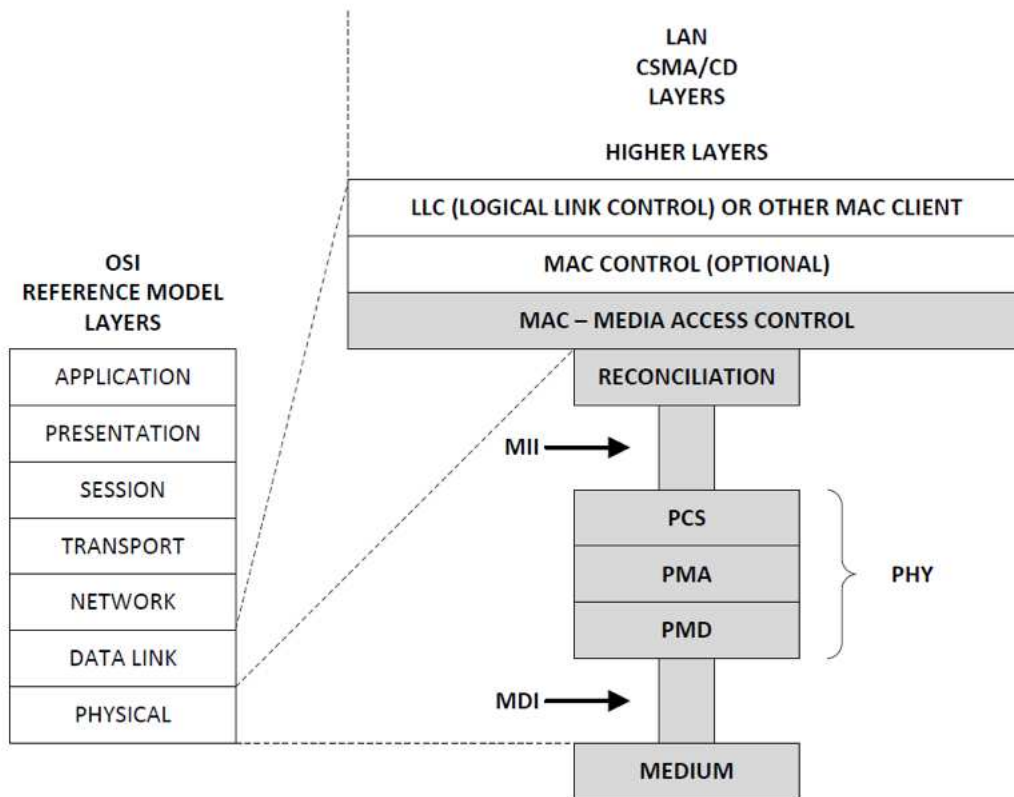 LAN
CSMA/CD
LAYERS
HIGHER LAYERS
LLC (LOGICAL LINK CONTROL) OR OTHER MAC CLIENT
MAC CONTROL (OPTIONAL)
MAC – MEDIA ACCESS CONTROL
OSI
REFERENCE MODEL
LAYERS
APPLICATION
PRESENTATION
SESSION
TRANSPORT
NETWORK
DATA LINK
PHYSICAL
RECONCILIATION
MII
PCS
PMA
PMD
PHY
MDI
MEDIUM